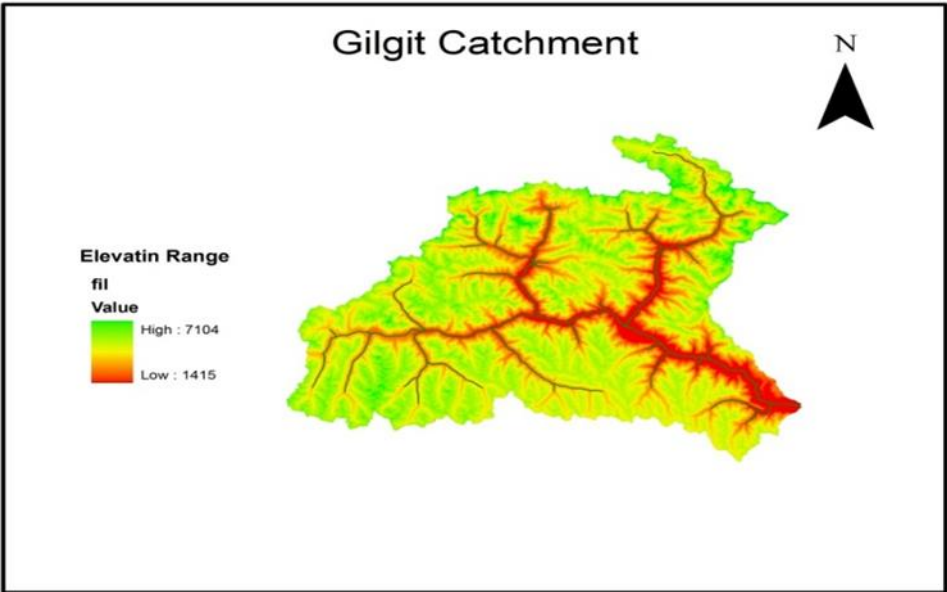 Gilgit Catchment
N
Elevatin Range
fil
Value
High : 7104
Low : 1415